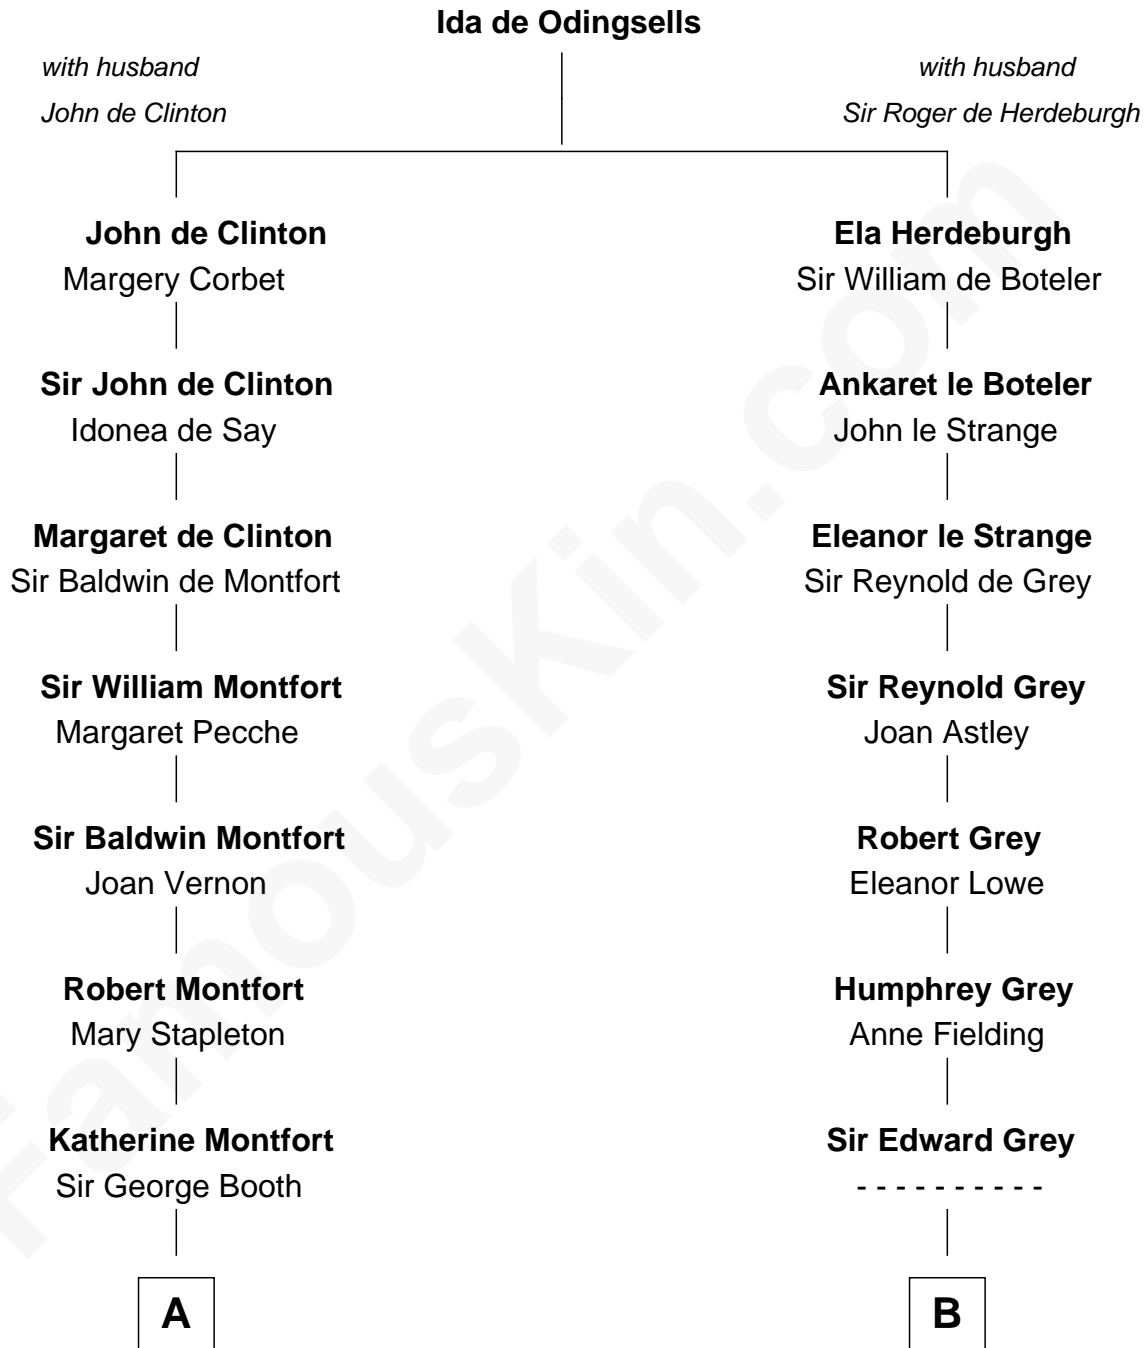 Ida de Odingsells
with husband
John de Clinton
with husband
Sir Roger de Herdeburgh
John de Clinton
Margery Corbet
Ela Herdeburgh
Sir William de Boteler
Sir John de Clinton
Idonea de Say
Ankaret le Boteler
John le Strange
Margaret de Clinton
Sir Baldwin de Montfort
Eleanor le Strange
Sir Reynold de Grey
Sir William Montfort
Margaret Pecche
Sir Reynold Grey
Joan Astley
Sir Baldwin Montfort
Joan Vernon
Robert Grey
Eleanor Lowe
Robert Montfort
Mary Stapleton
Humphrey Grey
Anne Fielding
Katherine Montfort
Sir George Booth
Sir Edward Grey
- - - - - - - - - -
A
B
FamousKin.com